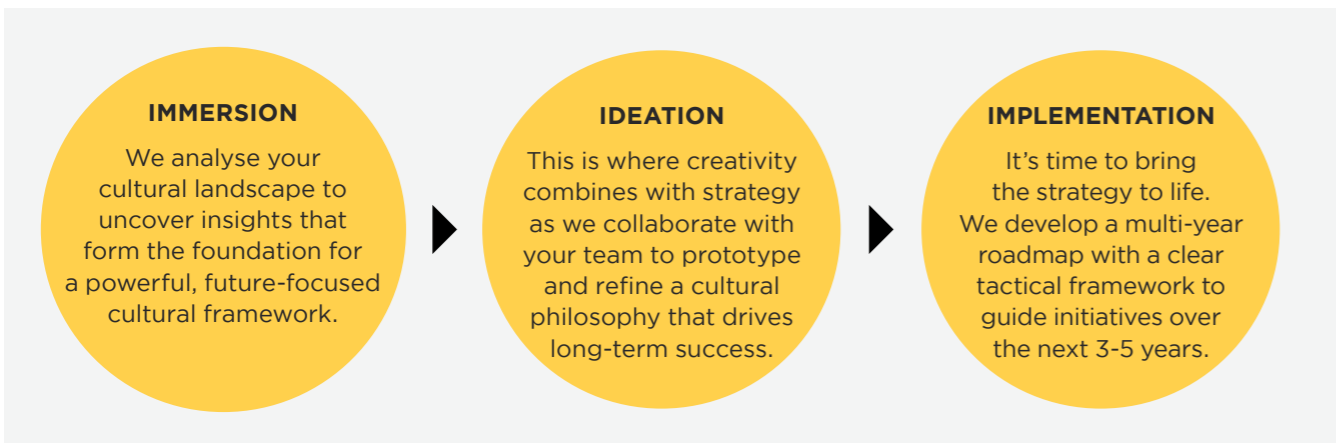 IMMERSION
We analyse your
cultural landscape to
uncover insights that
form the foundation for
a powerful, future-focused
cultural framework.
IDEATION
This is where creativity
combines with strategy
as we collaborate with
your team to prototype
and refine a cultural
philosophy that drives
long-term success.
IMPLEMENTATION
It’s time to bring
the strategy to life.
We develop a multi-year
roadmap with a clear
tactical framework to
guide initiatives over
the next 3-5 years.